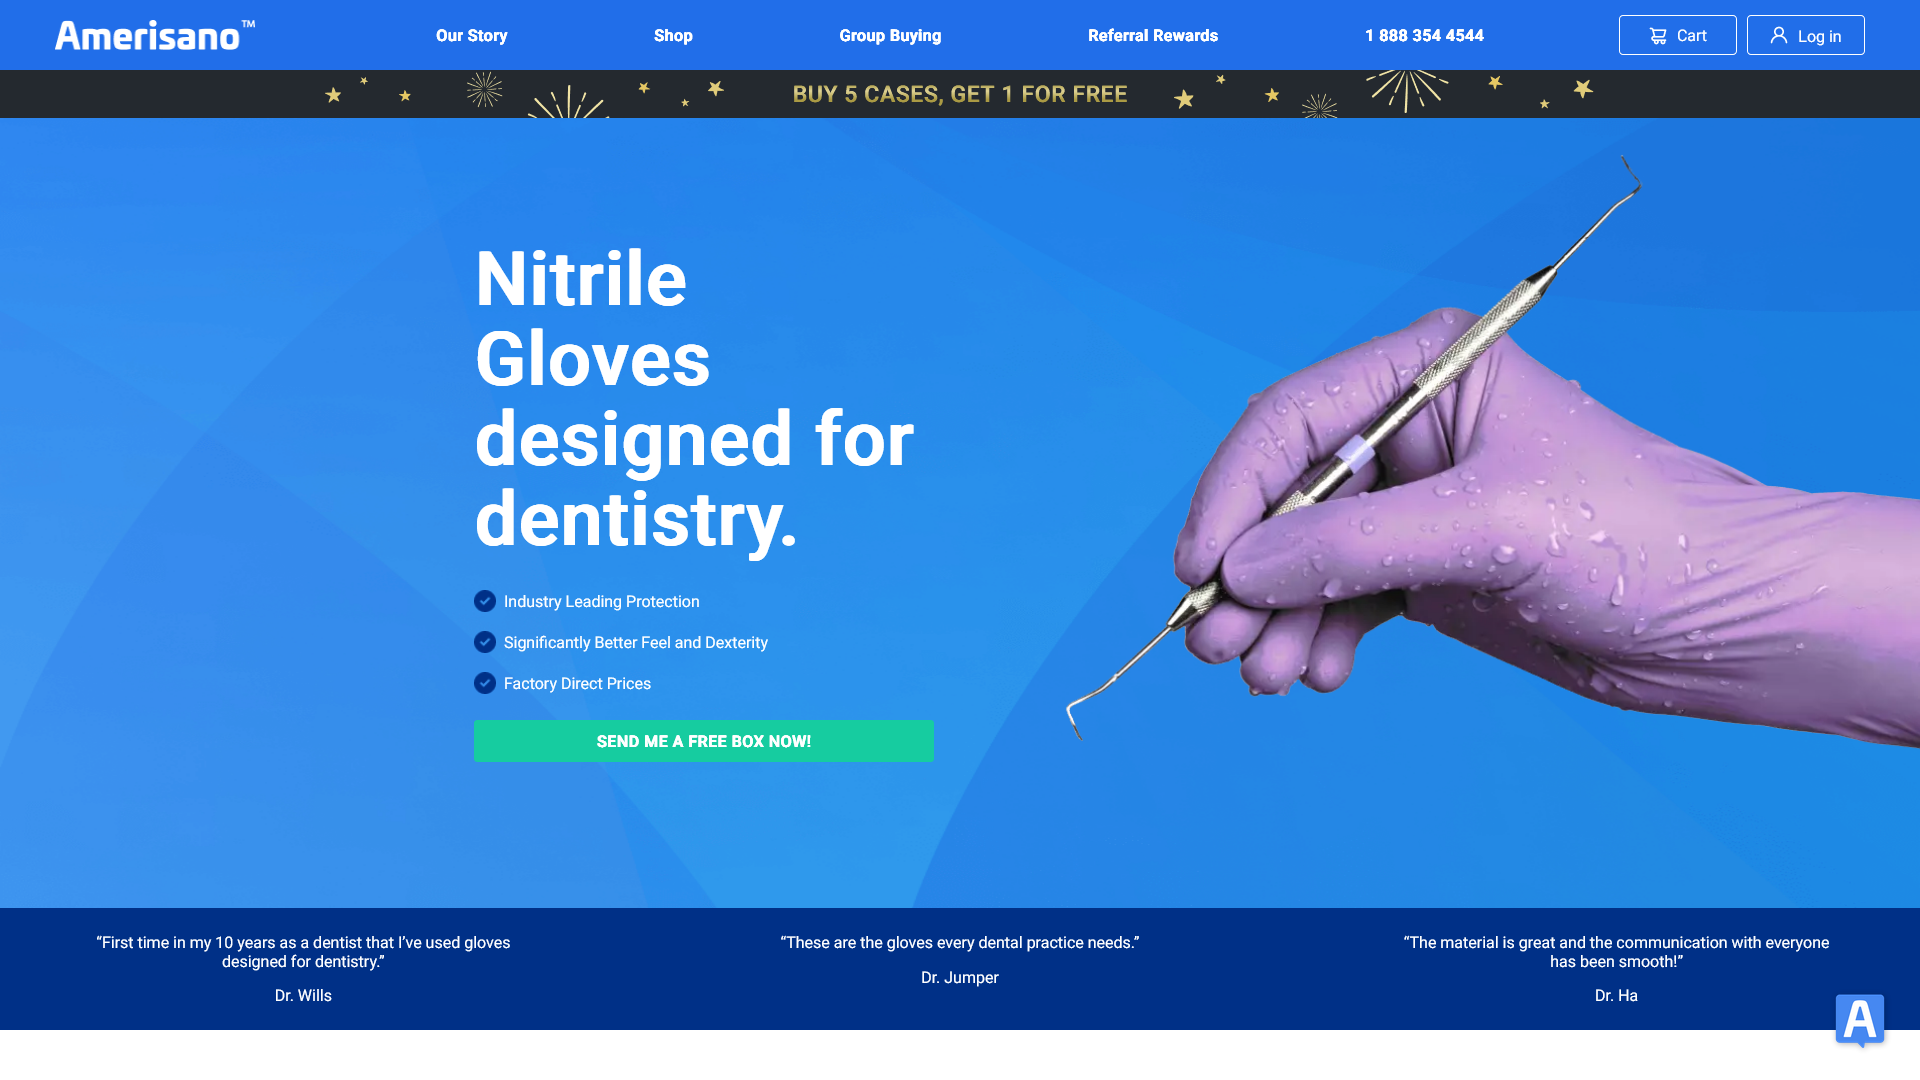 Amerisano™
Our Story
Shop
Group Buying
Referral Rewards
1 888 354 4544
Cart
Log in
BUY 5 CASES, GET 1 FOR FREE
Nitrile
Gloves
designed for
dentistry.
Industry Leading Protection
Significantly Better Feel and Dexterity
Factory Direct Prices
SEND ME A FREE BOX NOW!
“First time in my 10 years as a dentist that I’ve used gloves
designed for dentistry.”
Dr. Wills
“These are the gloves every dental practice needs.”
Dr. Jumper
“The material is great and the communication with everyone
has been smooth!”
Dr. Ha
A